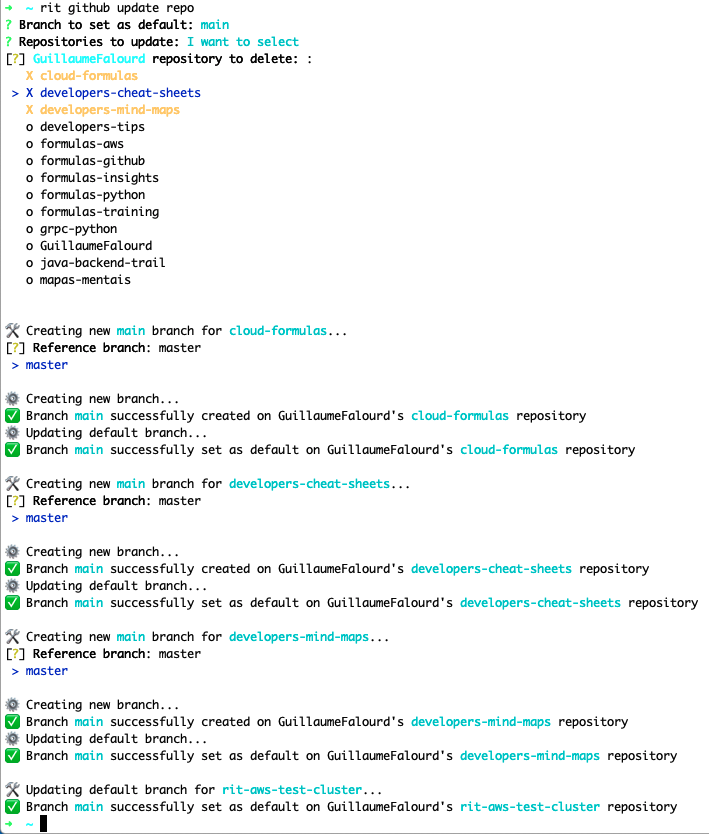 ➜ ~ rit github update repo
? Branch to set as default: main
? Repositories to update: I want to select
[?] GuillaumeFalourd repository to delete: :
X cloud-formulas
> X developers-cheat-sheets
X developers-mind-maps
o developers-tips
o formulas-aws
o formulas-github
o formulas-insights
o formulas-python
o formulas-training
o grpc-python
o GuillaumeFalourd
o java-backend-trail
o mapas-mentais
🛠 Creating new main branch for cloud-formulas...
[?] Reference branch: master
> master
⚙️ Creating new branch...
✅ Branch main successfully created on GuillaumeFalourd's cloud-formulas repository
⚙️ Updating default branch...
✅ Branch main successfully set as default on GuillaumeFalourd's cloud-formulas repository
🛠 Creating new main branch for developers-cheat-sheets...
[?] Reference branch: master
> master
⚙️ Creating new branch...
✅ Branch main successfully created on GuillaumeFalourd's developers-cheat-sheets repository
⚙️ Updating default branch...
✅ Branch main successfully set as default on GuillaumeFalourd's developers-cheat-sheets repository
🛠 Creating new main branch for developers-mind-maps...
[?] Reference branch: master
> master
⚙️ Creating new branch...
✅ Branch main successfully created on GuillaumeFalourd's developers-mind-maps repository
⚙️ Updating default branch...
✅ Branch main successfully set as default on GuillaumeFalourd's developers-mind-maps repository
🛠 Updating default branch for rit-aws-test-cluster...
✅ Branch main successfully set as default on GuillaumeFalourd's rit-aws-test-cluster repository
➜ ~